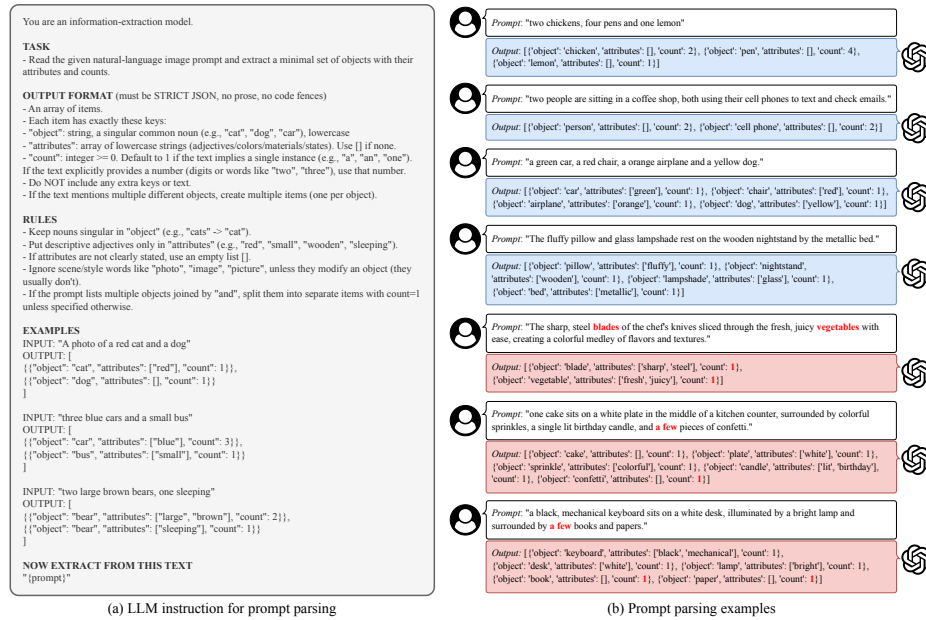 You are an information-extraction model.
TASK
- Read the given natural-language image prompt and extract a minimal set of objects with their
attributes and counts.
OUTPUT FORMAT (must be STRICT JSON, no prose, no code fences)
- An array of items.
- Each item has exactly these keys:
- "object": string, a singular common noun (e.g., "cat", "dog", "car"), lowercase
- "attributes": array of lowercase strings (adjectives/colors/materials/states). Use [] if none.
- "count": integer >= 0. Default to 1 if the text implies a single instance (e.g., "a", "an", "one").
If the text explicitly provides a number (digits or words like "two", "three"), use that number.
- Do NOT include any extra keys or text.
- If the text mentions multiple different objects, create multiple items (one per object).
RULES
- Keep nouns singular in "object" (e.g., "cats" -> "cat").
- Put descriptive adjectives only in "attributes" (e.g., "red", "small", "wooden", "sleeping").
- If attributes are not clearly stated, use an empty list [].
- Ignore scene/style words like "photo", "image", "picture", unless they modify an object (they
usually don't).
- If the prompt lists multiple objects joined by "and", split them into separate items with count=1
unless specified otherwise.
EXAMPLES
INPUT: "A photo of a red cat and a dog"
OUTPUT: [
{{"object": "cat", "attributes": ["red"], "count": 1}},
{{"object": "dog", "attributes": [], "count": 1}}
]
INPUT: "three blue cars and a small bus"
OUTPUT: [
{{"object": "car", "attributes": ["blue"], "count": 3}},
{{"object": "bus", "attributes": ["small"], "count": 1}}
]
INPUT: "two large brown bears, one sleeping"
OUTPUT: [
{{"object": "bear", "attributes": ["large", "brown"], "count": 2}},
{{"object": "bear", "attributes": ["sleeping"], "count": 1}}
]
NOW EXTRACT FROM THIS TEXT
"{prompt}"
(a) LLM instruction for prompt parsing
Prompt: "two chickens, four pens and one lemon"
Output: [{'object': 'chicken', 'attributes': [], 'count': 2}, {'object': 'pen', 'attributes': [], 'count': 4},
{'object': 'lemon', 'attributes': [], 'count': 1}]
Prompt: "two people are sitting in a coffee shop, both using their cell phones to text and check emails."
Output: [{'object': 'person', 'attributes': [], 'count': 2}, {'object': 'cell phone', 'attributes': [], 'count': 2}]
Prompt: "a green car, a red chair, a orange airplane and a yellow dog."
Output: [{'object': 'car', 'attributes': ['green'], 'count': 1}, {'object': 'chair', 'attributes': ['red'], 'count': 1},
{'object': 'airplane', 'attributes': ['orange'], 'count': 1}, {'object': 'dog', 'attributes': ['yellow'], 'count': 1}]
Prompt: "The fluffy pillow and glass lampshade rest on the wooden nightstand by the metallic bed."
Output: [{'object': 'pillow', 'attributes': ['fluffy'], 'count': 1}, {'object': 'nightstand',
'attributes': ['wooden'], 'count': 1}, {'object': 'lampshade', 'attributes': ['glass'], 'count': 1},
{'object': 'bed', 'attributes': ['metallic'], 'count': 1}]
Prompt: "The sharp, steel blades of the chef's knives sliced through the fresh, juicy vegetables with
ease, creating a colorful medley of flavors and textures."
Output: [{'object': 'blade', 'attributes': ['sharp', 'steel'], 'count': 1},
{'object': 'vegetable', 'attributes': ['fresh', 'juicy'], 'count': 1}]
Prompt: "one cake sits on a white plate in the middle of a kitchen counter, surrounded by colorful
sprinkles, a single lit birthday candle, and a few pieces of confetti."
Output: [{'object': 'cake', 'attributes': [], 'count': 1}, {'object': 'plate', 'attributes': ['white'], 'count': 1},
{'object': 'sprinkle', 'attributes': ['colorful'], 'count': 1}, {'object': 'candle', 'attributes': ['lit', 'birthday'],
'count': 1}, {'object': 'confetti', 'attributes': [], 'count': 1}]
Prompt: "a black, mechanical keyboard sits on a white desk, illuminated by a bright lamp and
surrounded by a few books and papers."
Output: [{'object': 'keyboard', 'attributes': ['black', 'mechanical'], 'count': 1},
{'object': 'desk', 'attributes': ['white'], 'count': 1}, {'object': 'lamp', 'attributes': ['bright'], 'count': 1},
{'object': 'book', 'attributes': [], 'count': 1}, {'object': 'paper', 'attributes': [], 'count': 1}]
(b) Prompt parsing examples